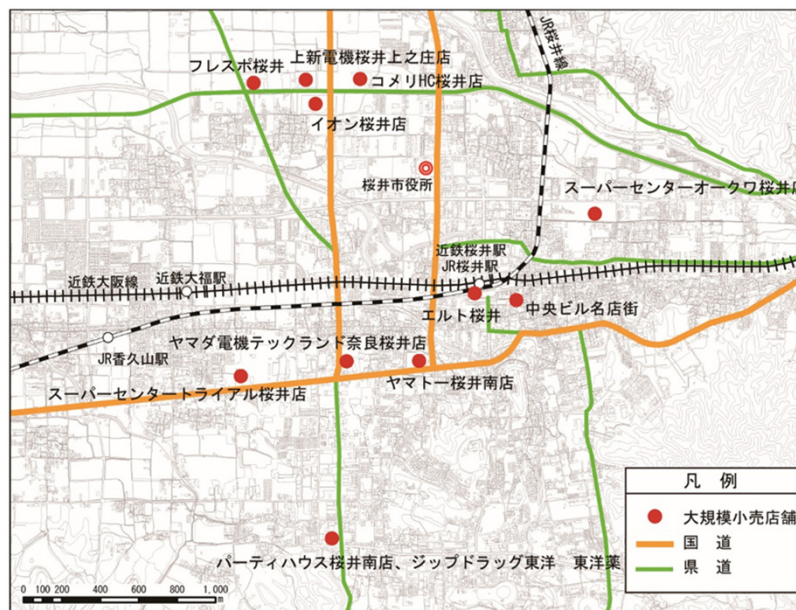 JR桜井線
上新電機桜井上之庄店
フレスポ桜井
コメリHC桜井店
イオン桜井店
桜井市役所
スーパーセンターオークワ桜井店
近鉄桜井駅
JR桜井駅
近鉄大阪線
近鉄大福駅
エルト桜井
中央ビル名店街
JR香久山駅
ヤマダ電機テックランド奈良桜井店
スーパーセンタートライアル桜井店
ヤマトー桜井南店
パーティハウス桜井南店、ジップドラッグ東洋 東洋薬
凡 例
大規模小売店舗
国 道
県 道
0 100 200 400 600 800 1,000